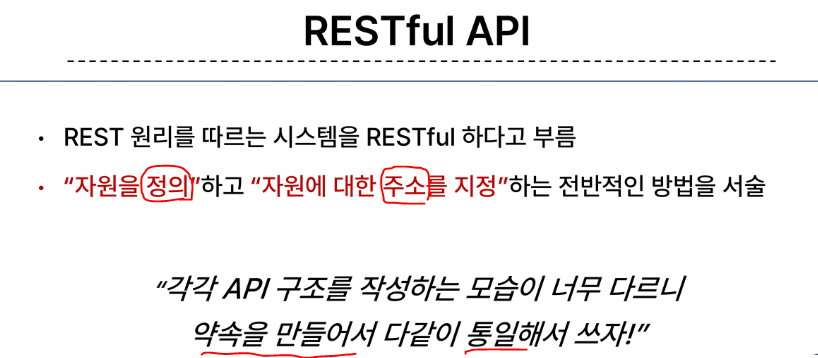 RESTful API
• REST 원리를 따르는 시스템을 RESTful 하다고 부름
• “자원을 정의”하고 “자원에 대한 주소를 지정”하는 전반적인 방법을 서술
“각각 API 구조를 작성하는 모습이 너무 다르니
약속을 만들어서 다같이 통일해서 쓰자!”